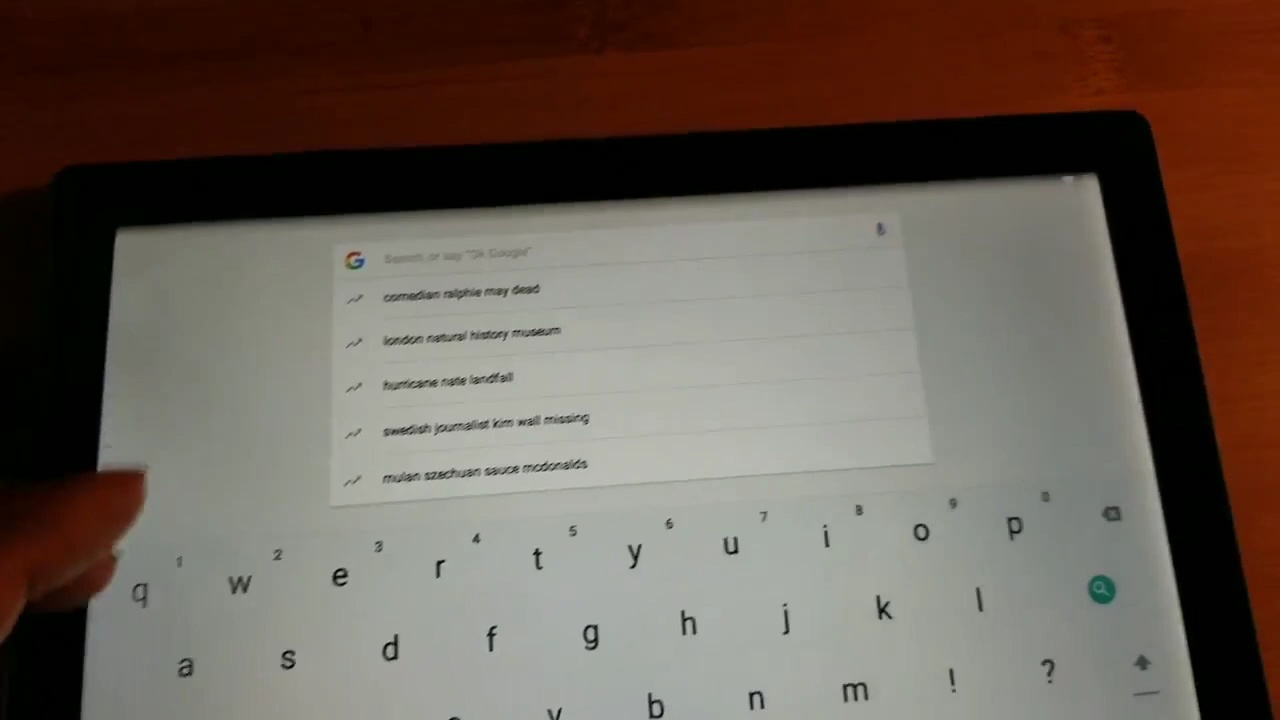 G Search or say "Ok Google"
comedian ralphie may dead
london natural history museum
hurricane nate landfall
swedish journalist kim wall missing
mulan szechuan sauce mcdonalds
1 2 3 4 5 6 7 8 9 0
q w e r t y u i o p
a s d f g h j k l
v b n m ! ?